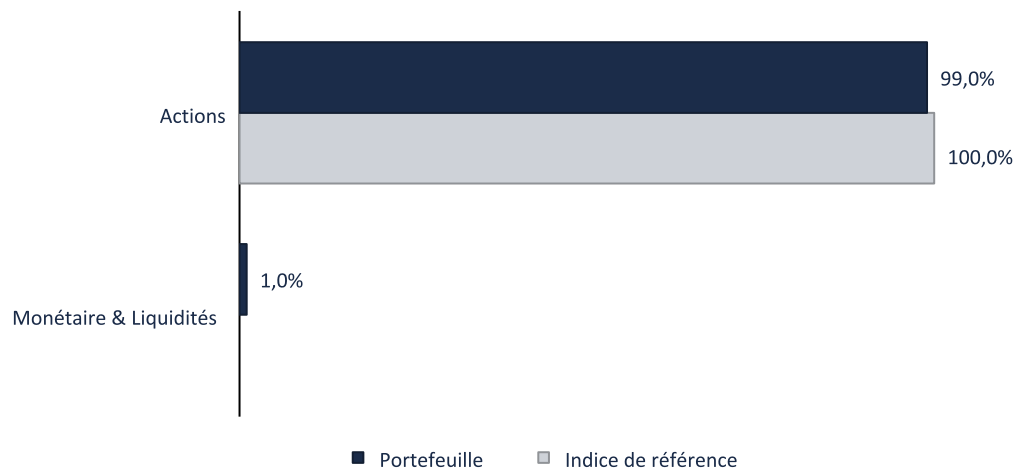 99,0%
Actions
100,0%
1,0%
Monétaire & Liquidités
Portefeuille Indice de référence